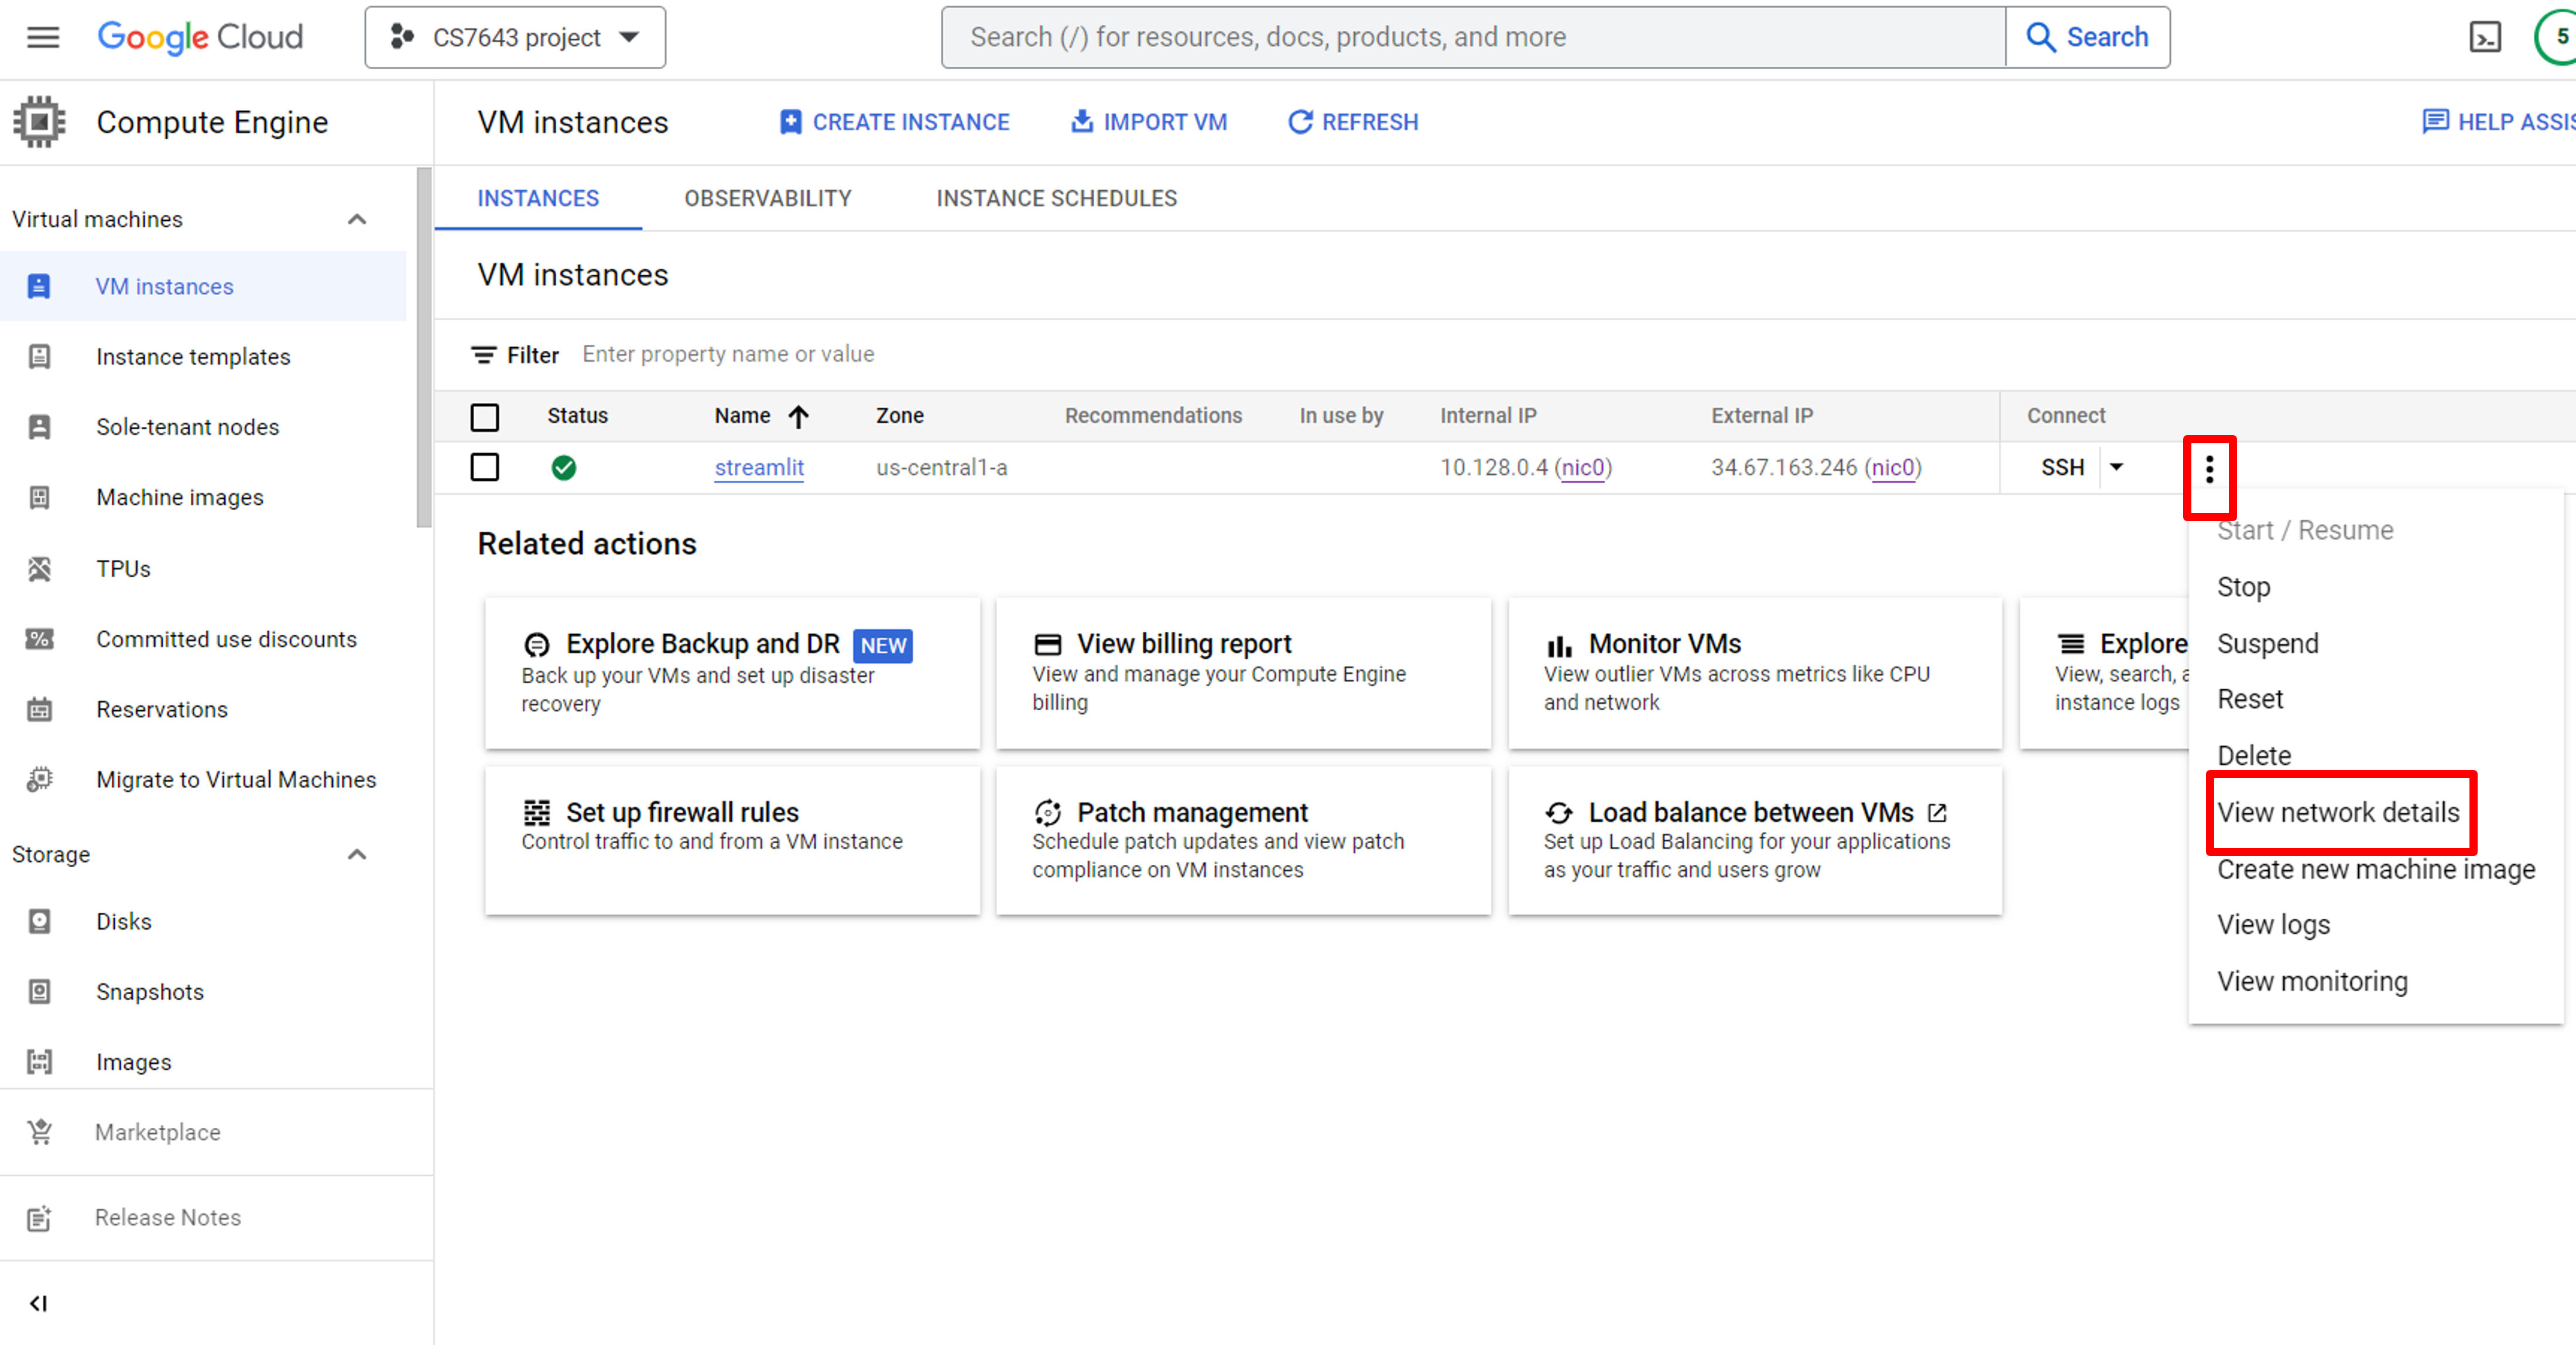 Google Cloud
CS7643 project
Search (/) for resources, docs, products, and more
Search
5
Compute Engine
VM instances
CREATE INSTANCE
IMPORT VM
REFRESH
HELP ASSIS
Virtual machines
VM instances
Instance templates
Sole-tenant nodes
Machine images
TPUs
Committed use discounts
Reservations
Migrate to Virtual Machines
Storage
Disks
Snapshots
Images
Marketplace
Release Notes
INSTANCES
OBSERVABILITY
INSTANCE SCHEDULES
VM instances
Filter Enter property name or value
Status Name Zone Recommendations In use by Internal IP External IP Connect
streamlit us-central1-a 10.128.0.4 (nic0) 34.67.163.246 (nic0) SSH
Related actions
Explore Backup and DR NEW
Back up your VMs and set up disaster
recovery
View billing report
View and manage your Compute Engine
billing
Monitor VMs
View outlier VMs across metrics like CPU
and network
Explore
View, search, a
instance logs
Set up firewall rules
Control traffic to and from a VM instance
Patch management
Schedule patch updates and view patch
compliance on VM instances
Load balance between VMs
Set up Load Balancing for your applications
as your traffic and users grow
Start / Resume
Stop
Suspend
Reset
Delete
View network details
Create new machine image
View logs
View monitoring